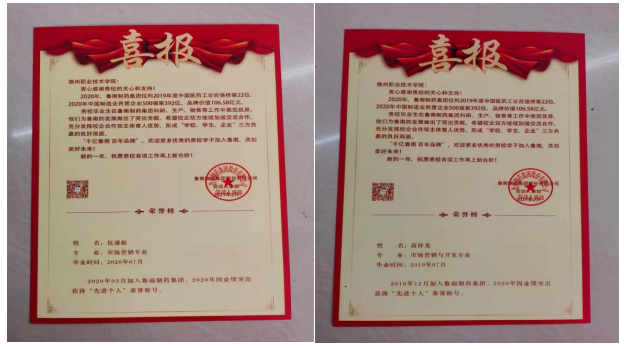 喜报
德州职业技术学院:
衷心感谢贵校的关心和支持!
2020年,鲁南制药集团位列2019年度中国医药工业百强榜第22位,
2020年中国制造业民营企业500强第392位,品牌价值106.58亿元。
贵校毕业生在鲁南制药集团科研、生产、销售等工作中表现优异,
他们为鲁南的发展做出了突出贡献。希望校企双方继续加强交流合作,
充分发挥校企合作双主体育人优势,形成“学校、学生、企业”三方共
赢的良好局面。
“千亿鲁南 百年品牌”,欢迎更多优秀的贵校学子加入鲁南,共创
美好未来!
新的一年,祝愿贵校各项工作再上新台阶!
荣誉榜
姓 名:
专 业:市场营销专业
毕业时间:2020年07月
2020年03月加入鲁南制药集团,2020年因业绩突出
获得“先进个人”荣誉称号。
喜报
德州职业技术学院:
衷心感谢贵校的关心和支持!
2020年,鲁南制药集团位列2019年度中国医药工业百强榜第22位,
2020年中国制造业民营企业500强第392位,品牌价值106.58亿元。
贵校毕业生在鲁南制药集团科研、生产、销售等工作中表现优异,
他们为鲁南的发展做出了突出贡献。希望校企双方继续加强交流合作,
充分发挥校企合作双主体育人优势,形成“学校、学生、企业”三方共
赢的良好局面。
“千亿鲁南 百年品牌”,欢迎更多优秀的贵校学子加入鲁南,共创
美好未来!
新的一年,祝愿贵校各项工作再上新台阶!
荣誉榜
姓 名:高祥龙
专 业:市场营销与开发专业
毕业时间:2019年07月
2018年12月加入鲁南制药集团,2020年因业绩突出
获得“先进个人”荣誉称号。